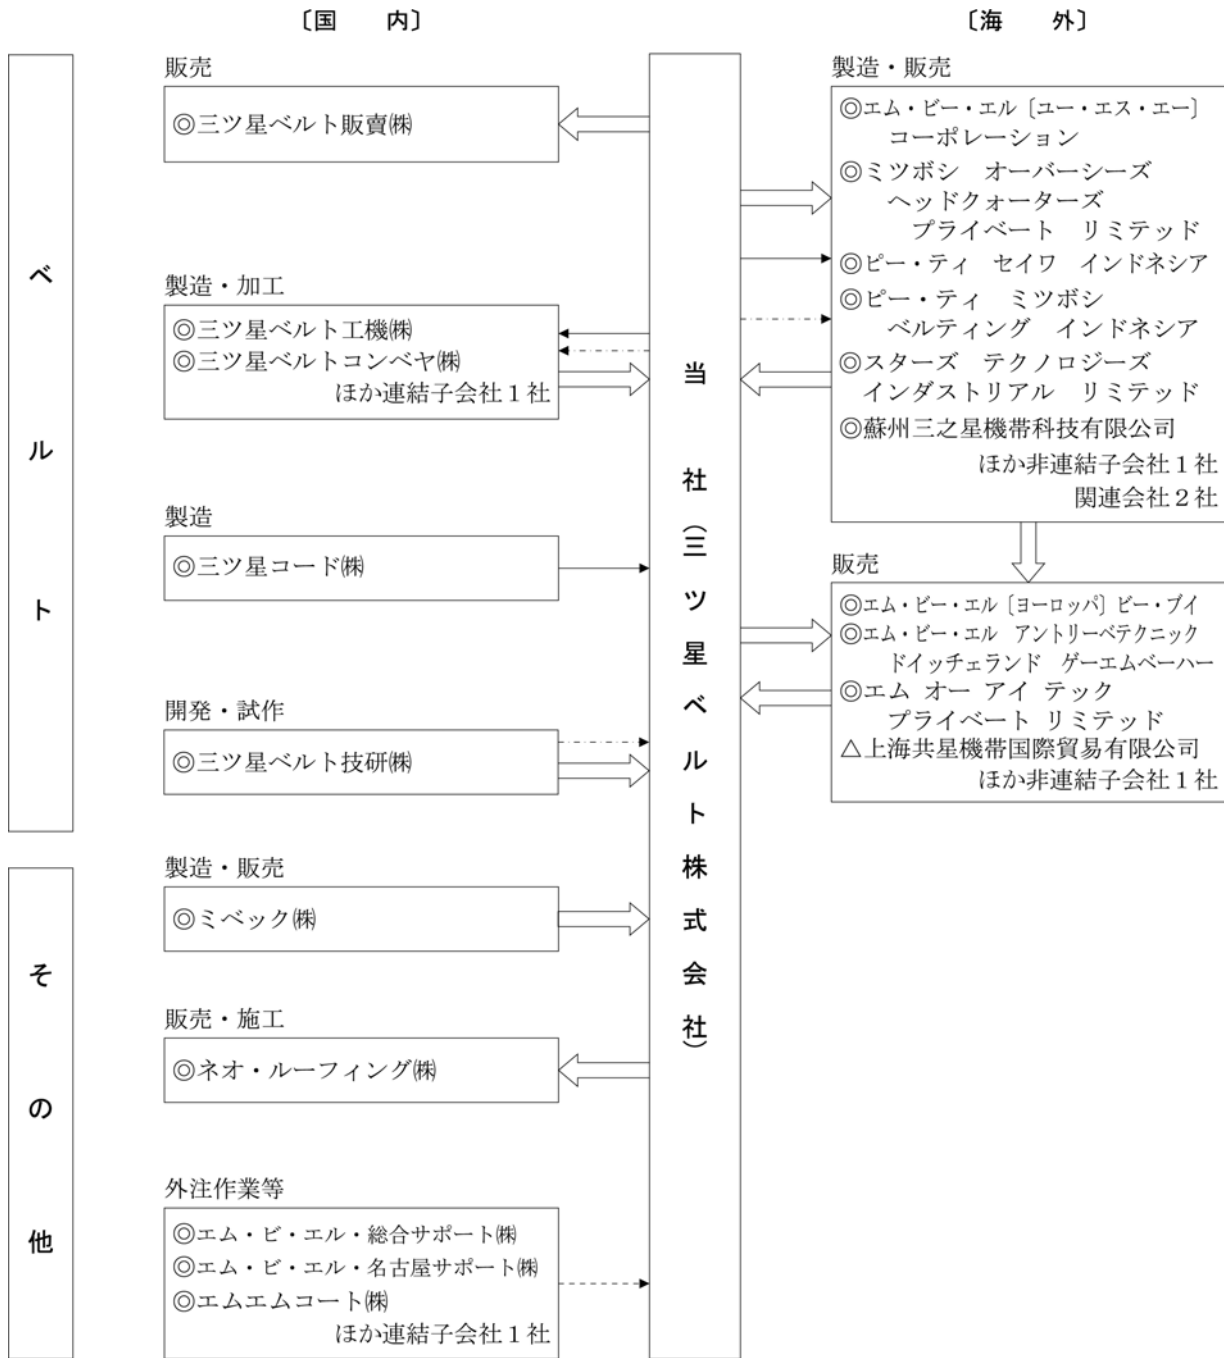 〔国　　内〕
〔海　　外〕
ベルト
販売
◎三ツ星ベルト販賣㈱
製造・加工
◎三ツ星ベルト工機㈱
◎三ツ星ベルトコンベヤ㈱
ほか連結子会社１社
製造
◎三ツ星コード㈱
開発・試作
◎三ツ星ベルト技研㈱
その他
製造・販売
◎ミベック㈱
販売・施工
◎ネオ・ルーフィング㈱
外注作業等
◎エム・ビ・エル・総合サポート㈱
◎エム・ビ・エル・名古屋サポート㈱
◎エムエムコート㈱
ほか連結子会社１社
当　社（三ツ星ベルト株式会社）
製造・販売
◎エム・ビー・エル〔ユー・エス・エー〕
コーポレーション
◎ミツボシ　オーバーシーズ
ヘッドクォーターズ
プライベート　リミテッド
◎ピー・ティ　セイワ　インドネシア
◎ピー・ティ　ミツボシ
ベルティング　インドネシア
◎スターズ　テクノロジーズ
インダストリアル　リミテッド
◎蘇州三之星機帯科技有限公司
ほか非連結子会社１社
関連会社２社
販売
◎エム・ビー・エル〔ヨーロッパ〕ビー・ブイ
◎エム・ビー・エル　アントリーベテクニック
ドイッチェランド　ゲーエムベーハー
◎エム オー アイ テック
プライベート リミテッド
△上海共星機帯国際貿易有限公司
ほか非連結子会社１社